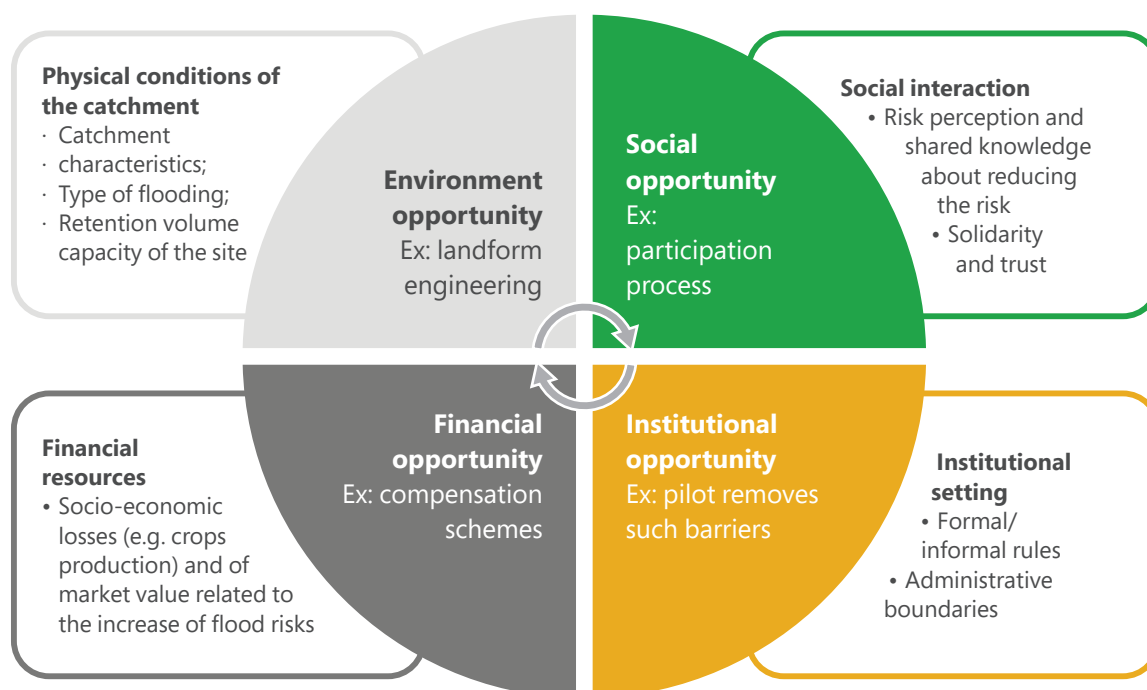 Physical conditions of
the catchment
· Catchment
· characteristics;
· Type of flooding;
· Retention volume
capacity of the site
Environment
opportunity
Ex: landform
engineering
Social
opportunity
Ex:
participation
process
Social interaction
• Risk perception and
shared knowledge
about reducing
the risk
• Solidarity
and trust
Financial
resources
• Socio-economic
losses (e.g. crops
production) and of
market value related to
the increase of flood risks
Financial
opportunity
Ex: compensation
schemes
Institutional
opportunity
Ex: pilot removes
such barriers
Institutional
setting
• Formal/
informal rules
• Administrative
boundaries